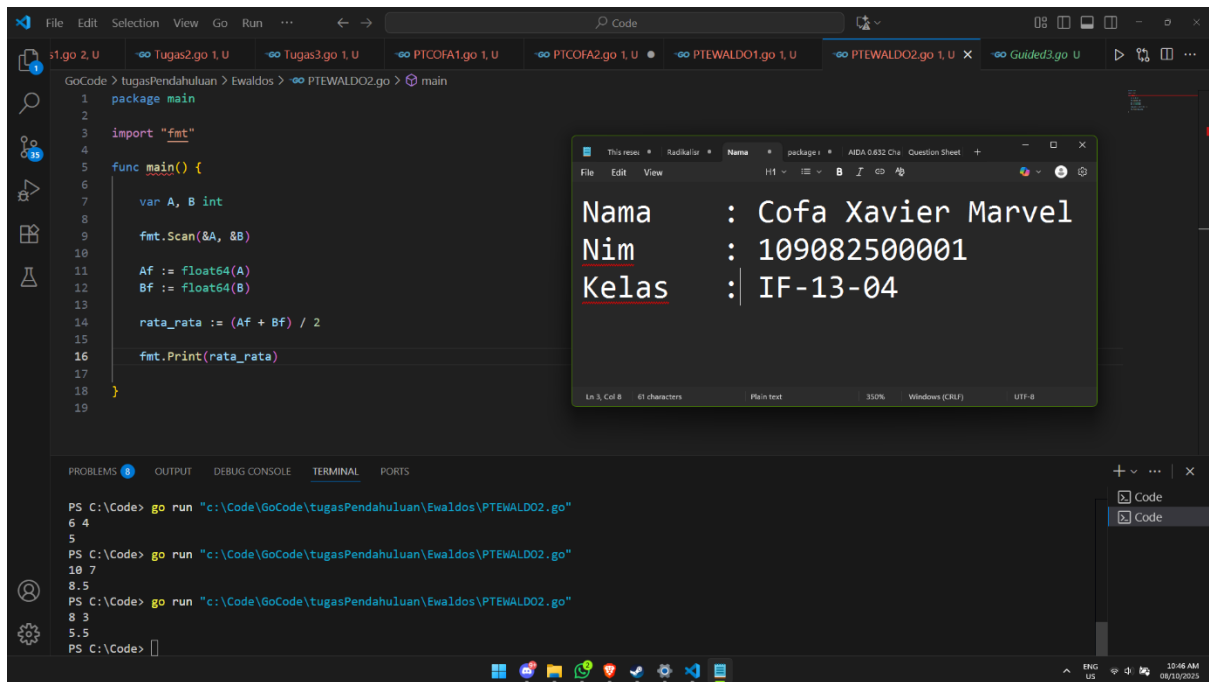 File Edit Selection View Go Run ··· Code
s1.go 2, U Tugas2.go 1, U Tugas3.go 1, U PTCOFA1.go 1, U PTCOFA2.go 1, U PTEWALDO1.go 1, U PTEWALDO2.go 1, U Guided3.go U
GoCode > tugasPendahuluan > Ewaldos > PTEWALDO2.go > main
1 package main
2
3 import "fmt"
4
5 func main() {
6
7 var A, B int
8
9 fmt.Scan(&A, &B)
10
11 Af := float64(A)
12 Bf := float64(B)
13
14 rata_rata := (Af + Bf) / 2
15
16 fmt.Print(rata_rata)
17
18 }
19
1
35
This resea Radikalisr Nama package AIDA 0.632 Cha Question Sheet
File Edit View H1 B I
Nama : Cofa Xavier Marvel
Nim : 109082500001
Kelas : IF-13-04
Ln 3, Col 8 61 characters Plain text 350% Windows (CRLF) UTF-8
PROBLEMS 8 OUTPUT DEBUG CONSOLE TERMINAL PORTS
PS C:\Code> go run "c:\Code\GoCode\tugasPendahuluan\Ewaldos\PTEWALDO2.go"
6 4
5
PS C:\Code> go run "c:\Code\GoCode\tugasPendahuluan\Ewaldos\PTEWALDO2.go"
10 7
8.5
PS C:\Code> go run "c:\Code\GoCode\tugasPendahuluan\Ewaldos\PTEWALDO2.go"
8 3
5.5
PS C:\Code>
Code
Code
ENG
US
10:46 AM
08/10/2025